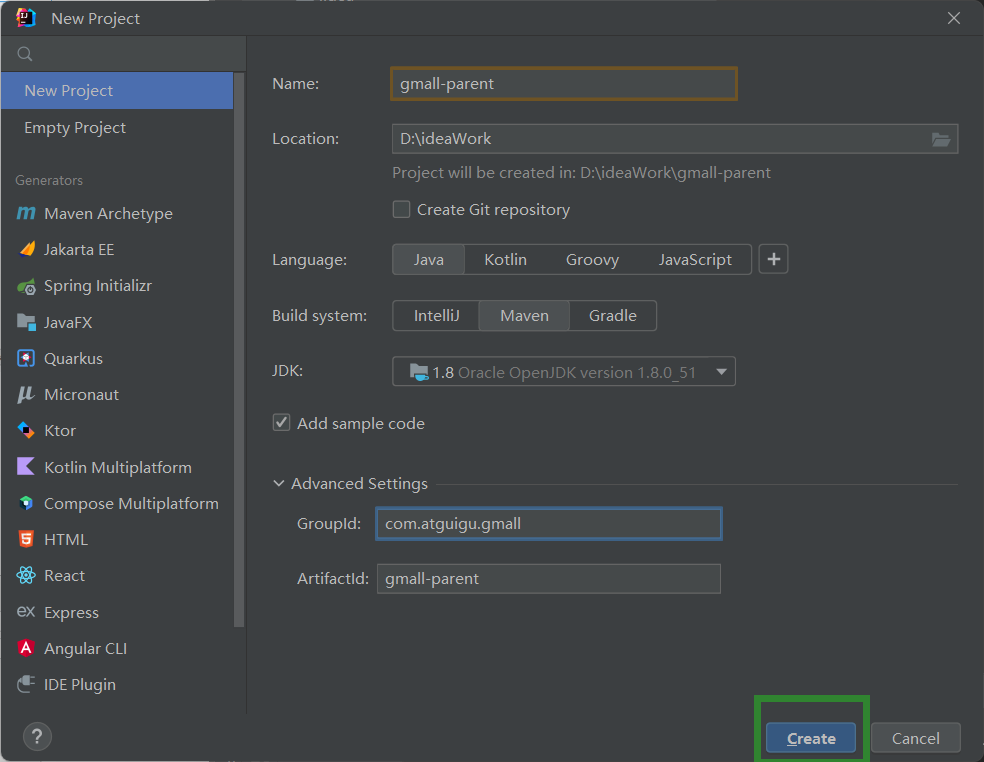 New Project
New Project
Empty Project
Generators
Maven Archetype
Jakarta EE
Spring Initializr
JavaFX
Quarkus
Micronaut
Ktor
Kotlin Multiplatform
Compose Multiplatform
HTML
React
Express
Angular CLI
IDE Plugin
Name: gmall-parent
Location: D:\ideaWork
Project will be created in: D:\ideaWork\gmall-parent
Create Git repository
Language: Java Kotlin Groovy JavaScript +
Build system: IntelliJ Maven Gradle
JDK: 1.8 Oracle OpenJDK version 1.8.0_51
Add sample code
Advanced Settings
GroupId: com.atguigu.gmall
ArtifactId: gmall-parent
? Create Cancel